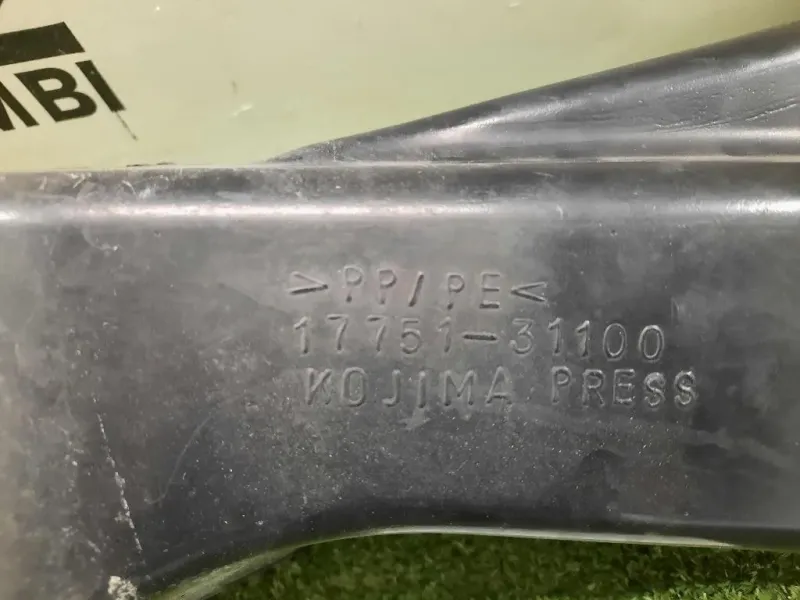 MBI
>PP/PE<
17751-31100
KOJIMA PRESS